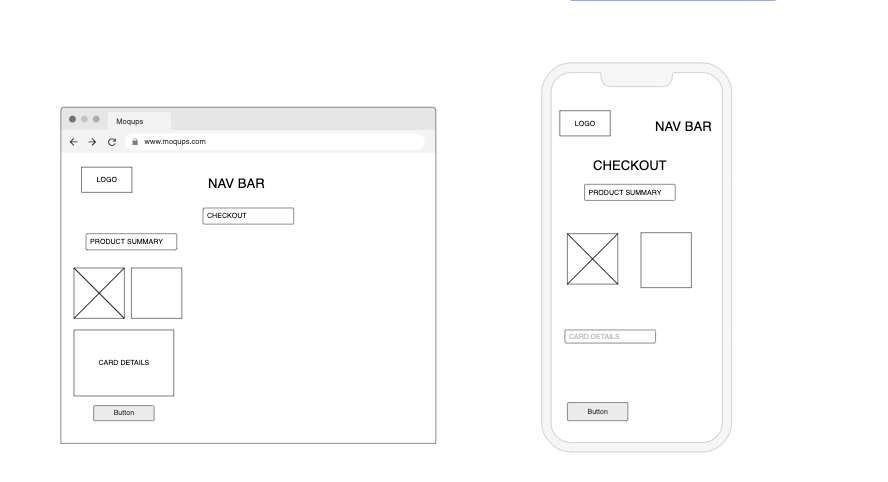 Moqups
www.moqups.com
LOGO
NAV BAR
CHECKOUT
PRODUCT SUMMARY
CARD DETAILS
Button
LOGO
NAV BAR
CHECKOUT
PRODUCT SUMMARY
CARD DETAILS
Button